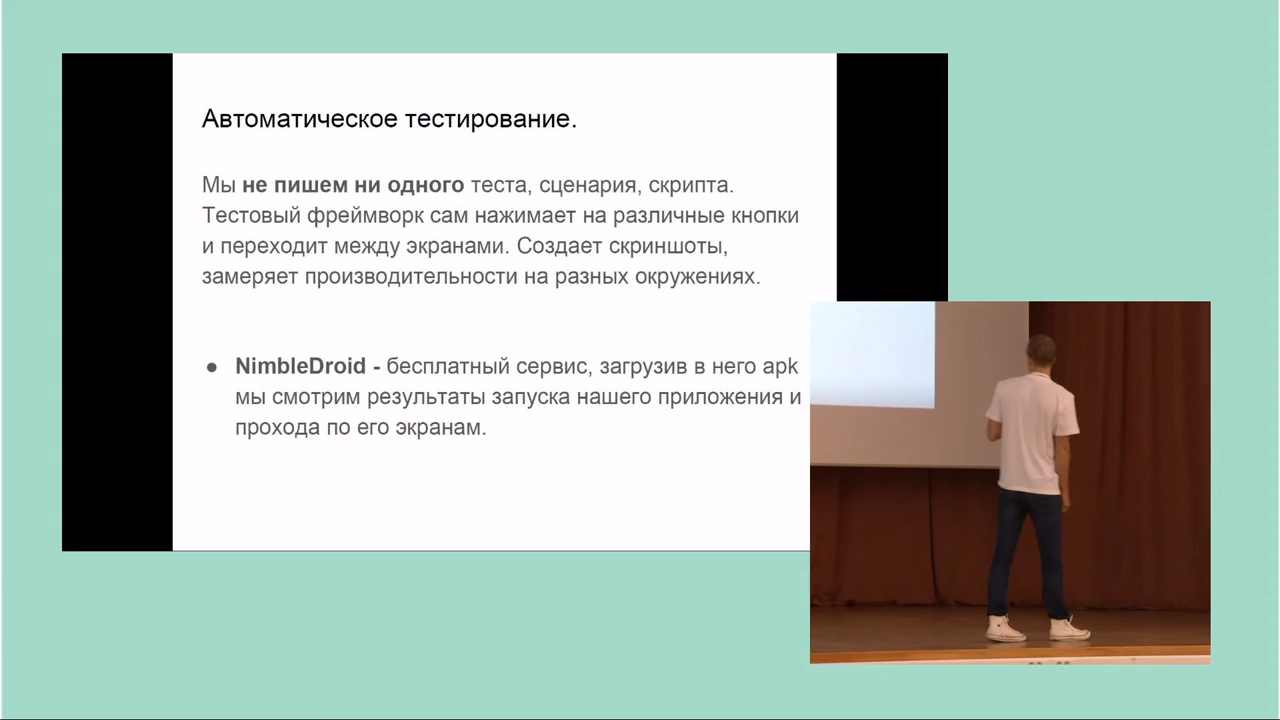 Автоматическое тестирование.
Мы не пишем ни одного теста, сценария, скрипта.
Тестовый фреймворк сам нажимает на различные кнопки
и переходит между экранами. Создает скриншоты,
замеряет производительности на разных окружениях.
● NimbleDroid - бесплатный сервис, загрузив в него apk
мы смотрим результаты запуска нашего приложения и
прохода по его экранам.